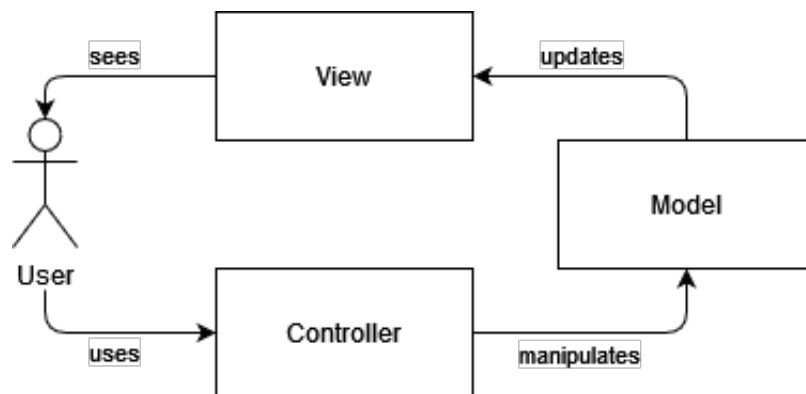 sees
View
updates
Model
User
Controller
uses
manipulates